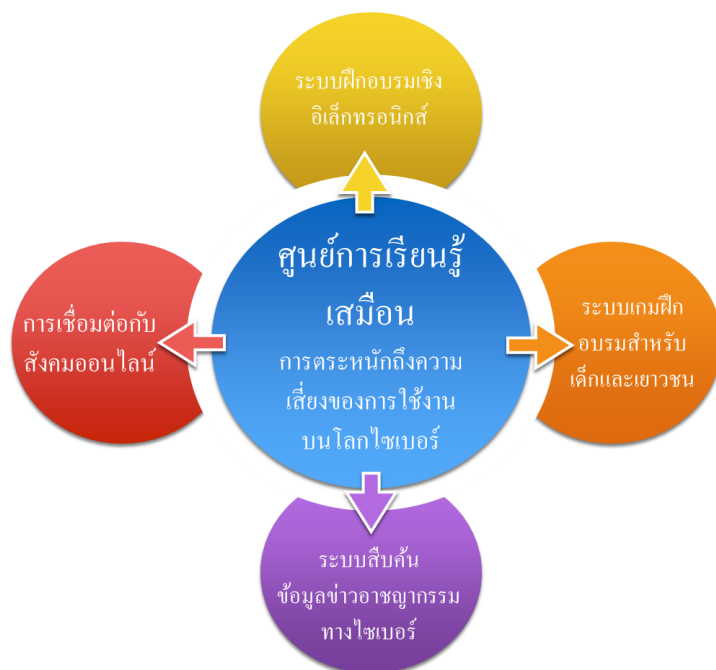 ระบบฝึกอบรมเชิง
อิเล็กทรอนิกส์
ศูนย์การเรียนรู้
เสมือน
การตระหนักถึงความ
เสี่ยงของการใช้งาน
บนโลกไซเบอร์
การเชื่อมต่อกับ
สังคมออนไลน์
ระบบเกมฝึก
อบรมสำหรับ
เด็กและเยาวชน
ระบบสืบค้น
ข้อมูลข่าวอาชญากรรม
ทางไซเบอร์